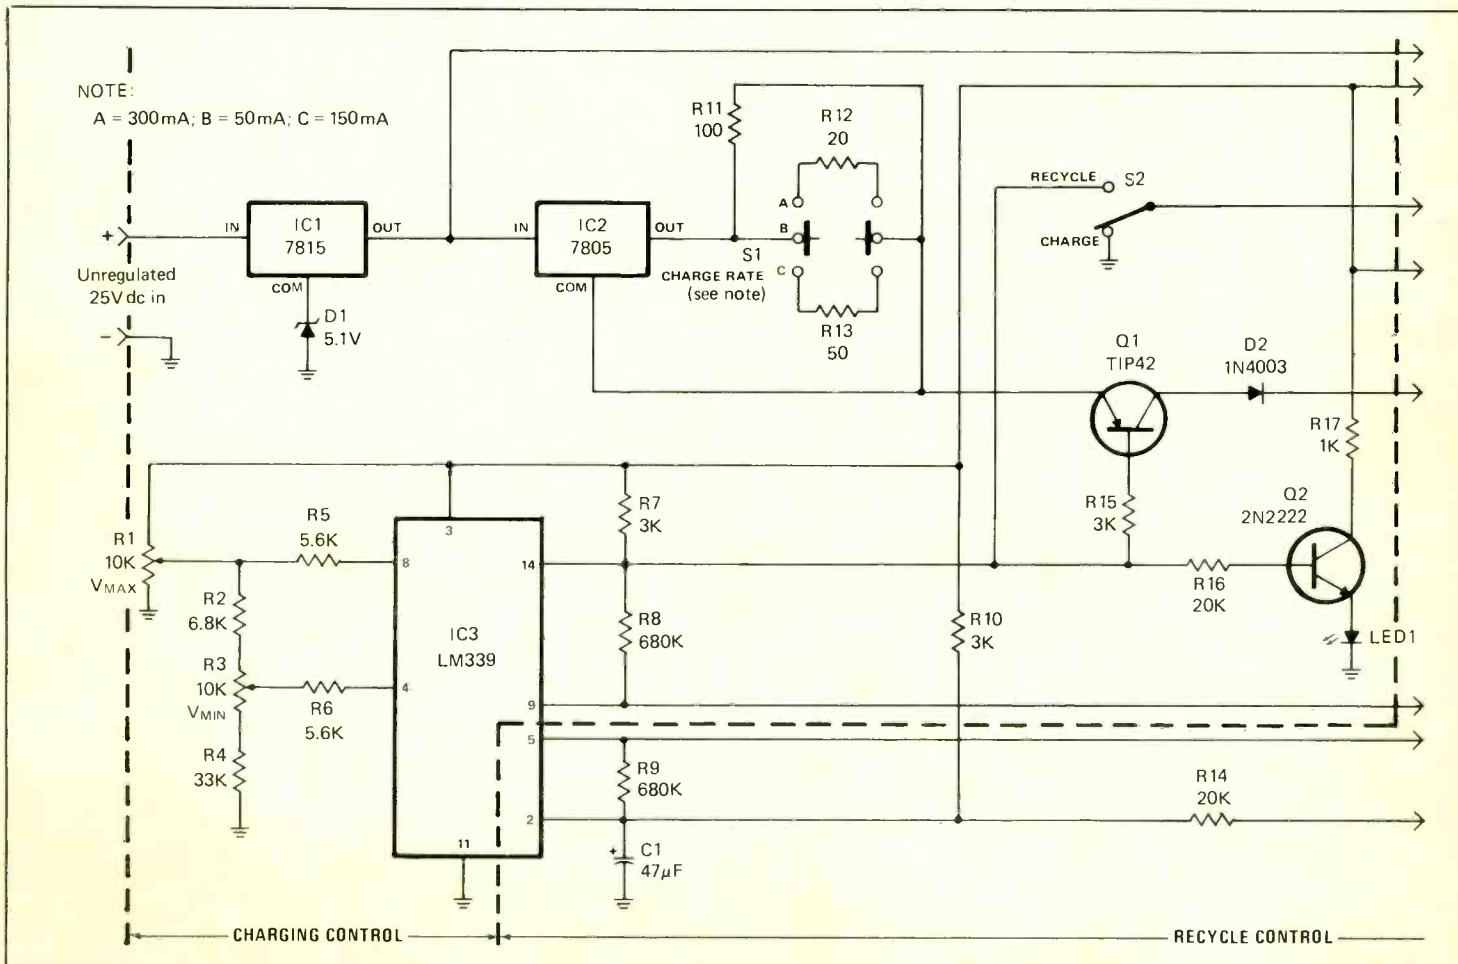 NOTE:
A = 300mA; B = 50mA; C = 150mA
R11
100
R12
20
RECYCLE
S2
CHARGE
+
IN
IC1
7815
OUT
COM
Unregulated
25V dc in
−
D1
5.1V
IN
IC2
7805
OUT
COM
A
B
C
S1
CHARGE RATE
(see note)
R13
50
Q1
TIP42
D2
1N4003
R17
1K
R15
3K
Q2
2N2222
R1
10K
VMAX
R5
5.6K
R7
3K
3
8
14
R2
6.8K
R16
20K
R3
10K
VMIN
R6
5.6K
IC3
LM339
4
R8
680K
R10
3K
LED1
9
5
R4
33K
R9
680K
R14
20K
2
11
+
C1
47μF
CHARGING CONTROL
RECYCLE CONTROL